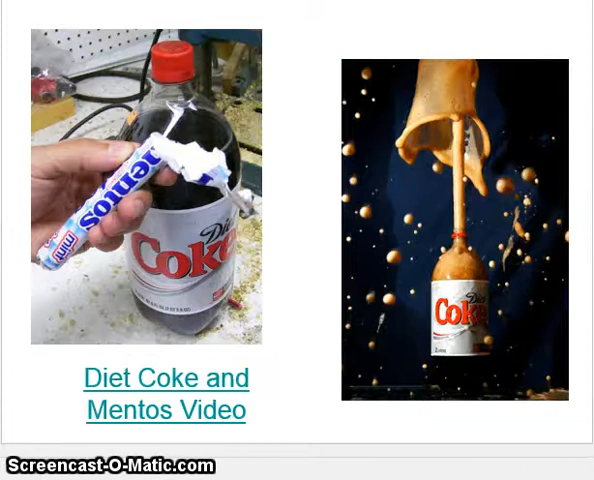 mentos
mint
Diet
Coke
Diet
Coke
Diet Coke and
Mentos Video
Screencast-O-Matic.com